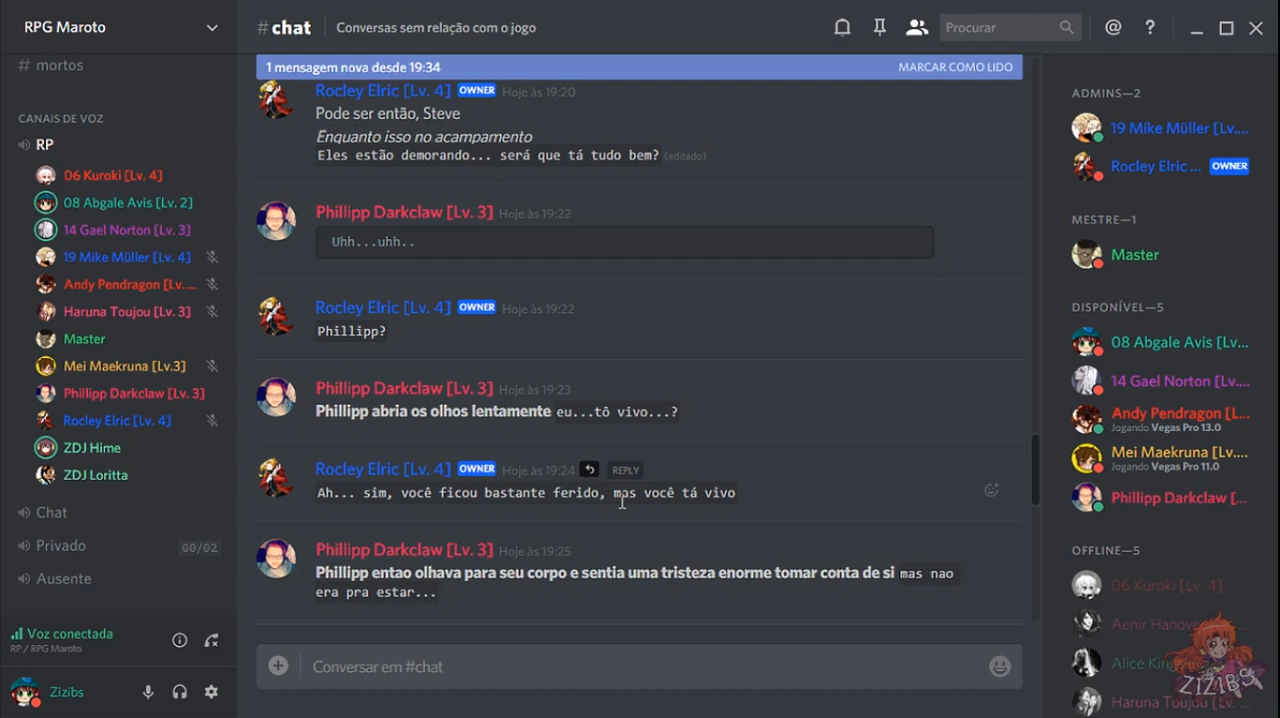 RPG Maroto
# mortos
CANAIS DE VOZ
RP
06 Kuroki [Lv. 4]
08 Abgale Avis [Lv. 2]
14 Gael Norton [Lv. 3]
19 Mike Müller [Lv. 4]
Andy Pendragon [Lv....
Haruna Toujou [Lv. 3]
Master
Mei Maekruna [Lv.3]
Phillipp Darkclaw [Lv. 3]
Rocley Elric [Lv. 4]
ZDJ Hime
ZDJ Loritta
Chat
Privado 00/02
Ausente
Voz conectada
RP / RPG Maroto
Zizibs
#chat Conversas sem relação com o jogo
Procurar
1 mensagem nova desde 19:34 MARCAR COMO LIDO
Rocley Elric [Lv. 4] OWNER Hoje às 19:20
Pode ser então, Steve
Enquanto isso no acampamento
Eles estão demorando... será que tá tudo bem? (editado)
Phillipp Darkclaw [Lv. 3] Hoje às 19:22
Uhh...uhh..
Rocley Elric [Lv. 4] OWNER Hoje às 19:22
Phillipp?
Phillipp Darkclaw [Lv. 3] Hoje às 19:23
Phillipp abria os olhos lentamente eu...tô vivo...?
Rocley Elric [Lv. 4] OWNER Hoje às 19:24 REPLY
Ah... sim, você ficou bastante ferido, mas você tá vivo
Phillipp Darkclaw [Lv. 3] Hoje às 19:25
Phillipp entao olhava para seu corpo e sentia uma tristeza enorme tomar conta de si mas nao
era pra estar...
Conversar em #chat
ADMINS—2
19 Mike Müller [Lv....
Rocley Elric ... OWNER
MESTRE—1
Master
DISPONÍVEL—5
08 Abgale Avis [Lv...
14 Gael Norton [Lv...
Andy Pendragon [L...
Jogando Vegas Pro 13.0
Mei Maekruna [Lv....
Jogando Vegas Pro 11.0
Phillipp Darkclaw [...
OFFLINE—5
06 Kuroki [Lv. 4]
Aenir Hanov
Alice King
Haruna Toujou [Lv.
ZIZIBS